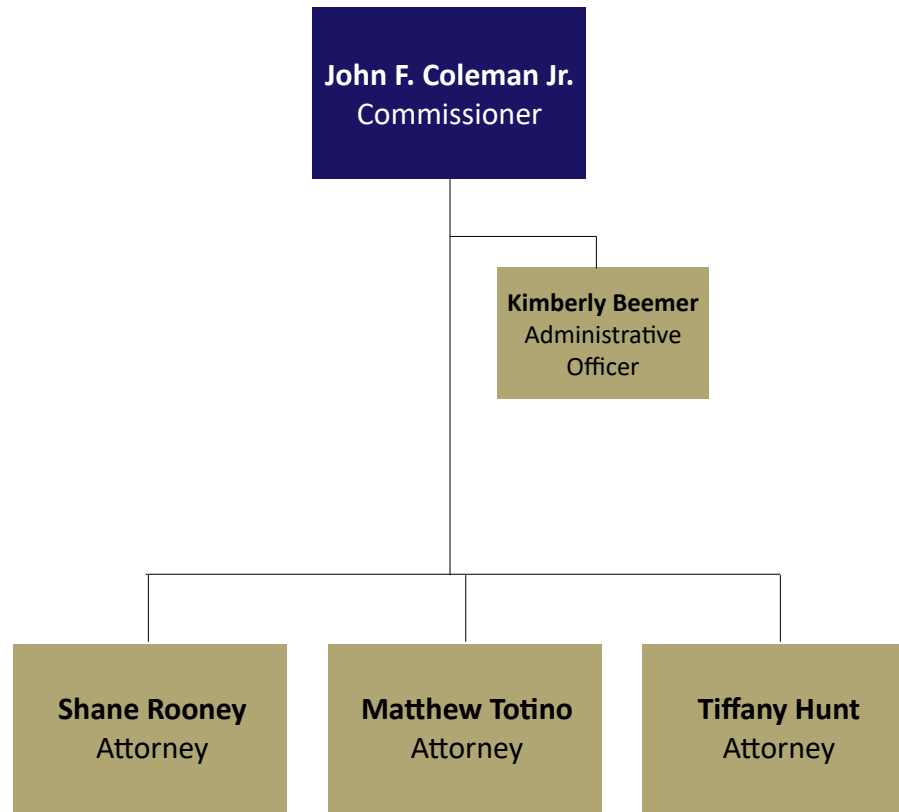 John F. Coleman Jr.
Commissioner
Kimberly Beemer
Administrative
Officer
Shane Rooney
Attorney
Matthew Totino
Attorney
Tiffany Hunt
Attorney